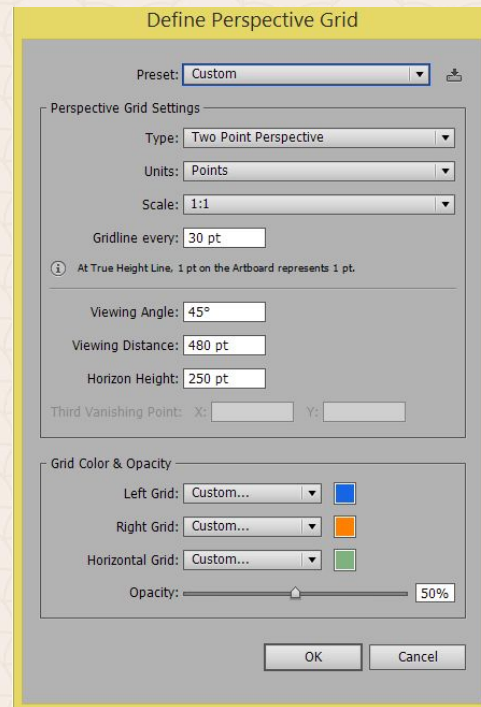 Define Perspective Grid
Preset: Custom
Perspective Grid Settings
Type: Two Point Perspective
Units: Points
Scale: 1:1
Gridline every: 30 pt
i At True Height Line, 1 pt on the Artboard represents 1 pt.
Viewing Angle: 45°
Viewing Distance: 480 pt
Horizon Height: 250 pt
Third Vanishing Point: X: Y:
Grid Color & Opacity
Left Grid: Custom...
Right Grid: Custom...
Horizontal Grid: Custom...
Opacity: 50%
OK Cancel